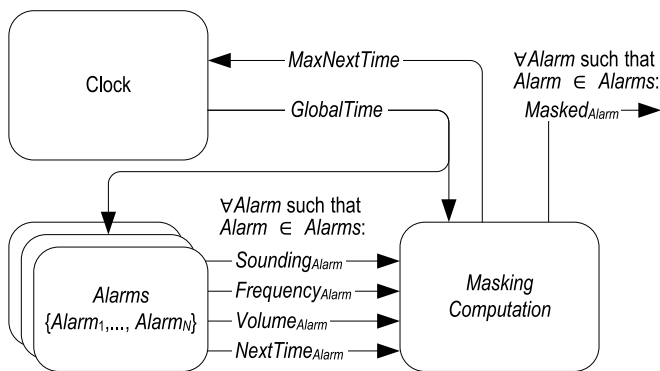 MaxNextTime
Clock
GlobalTime
∀Alarm such that
Alarm ∈ Alarms:
Masked_Alarm
∀Alarm such that
Alarm ∈ Alarms:
Sounding_Alarm
Frequency_Alarm
Volume_Alarm
NextTime_Alarm
Alarms
{Alarm₁,..., Alarm_N}
Masking
Computation